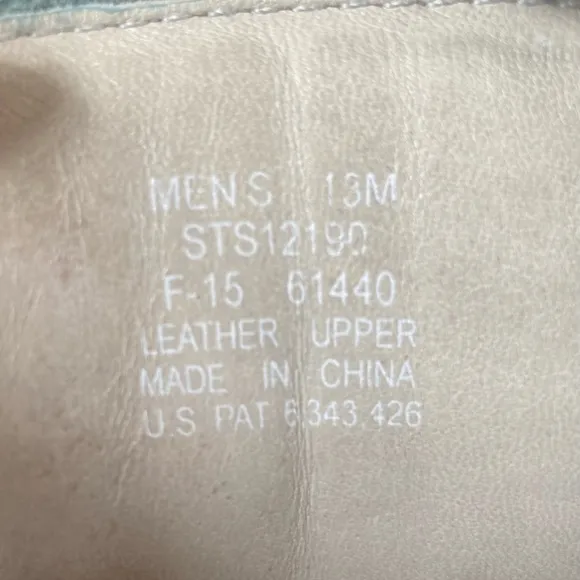 MENS 13M
STS12190
F-15 61440
LEATHER UPPER
MADE IN CHINA
U.S PAT 6,343,426